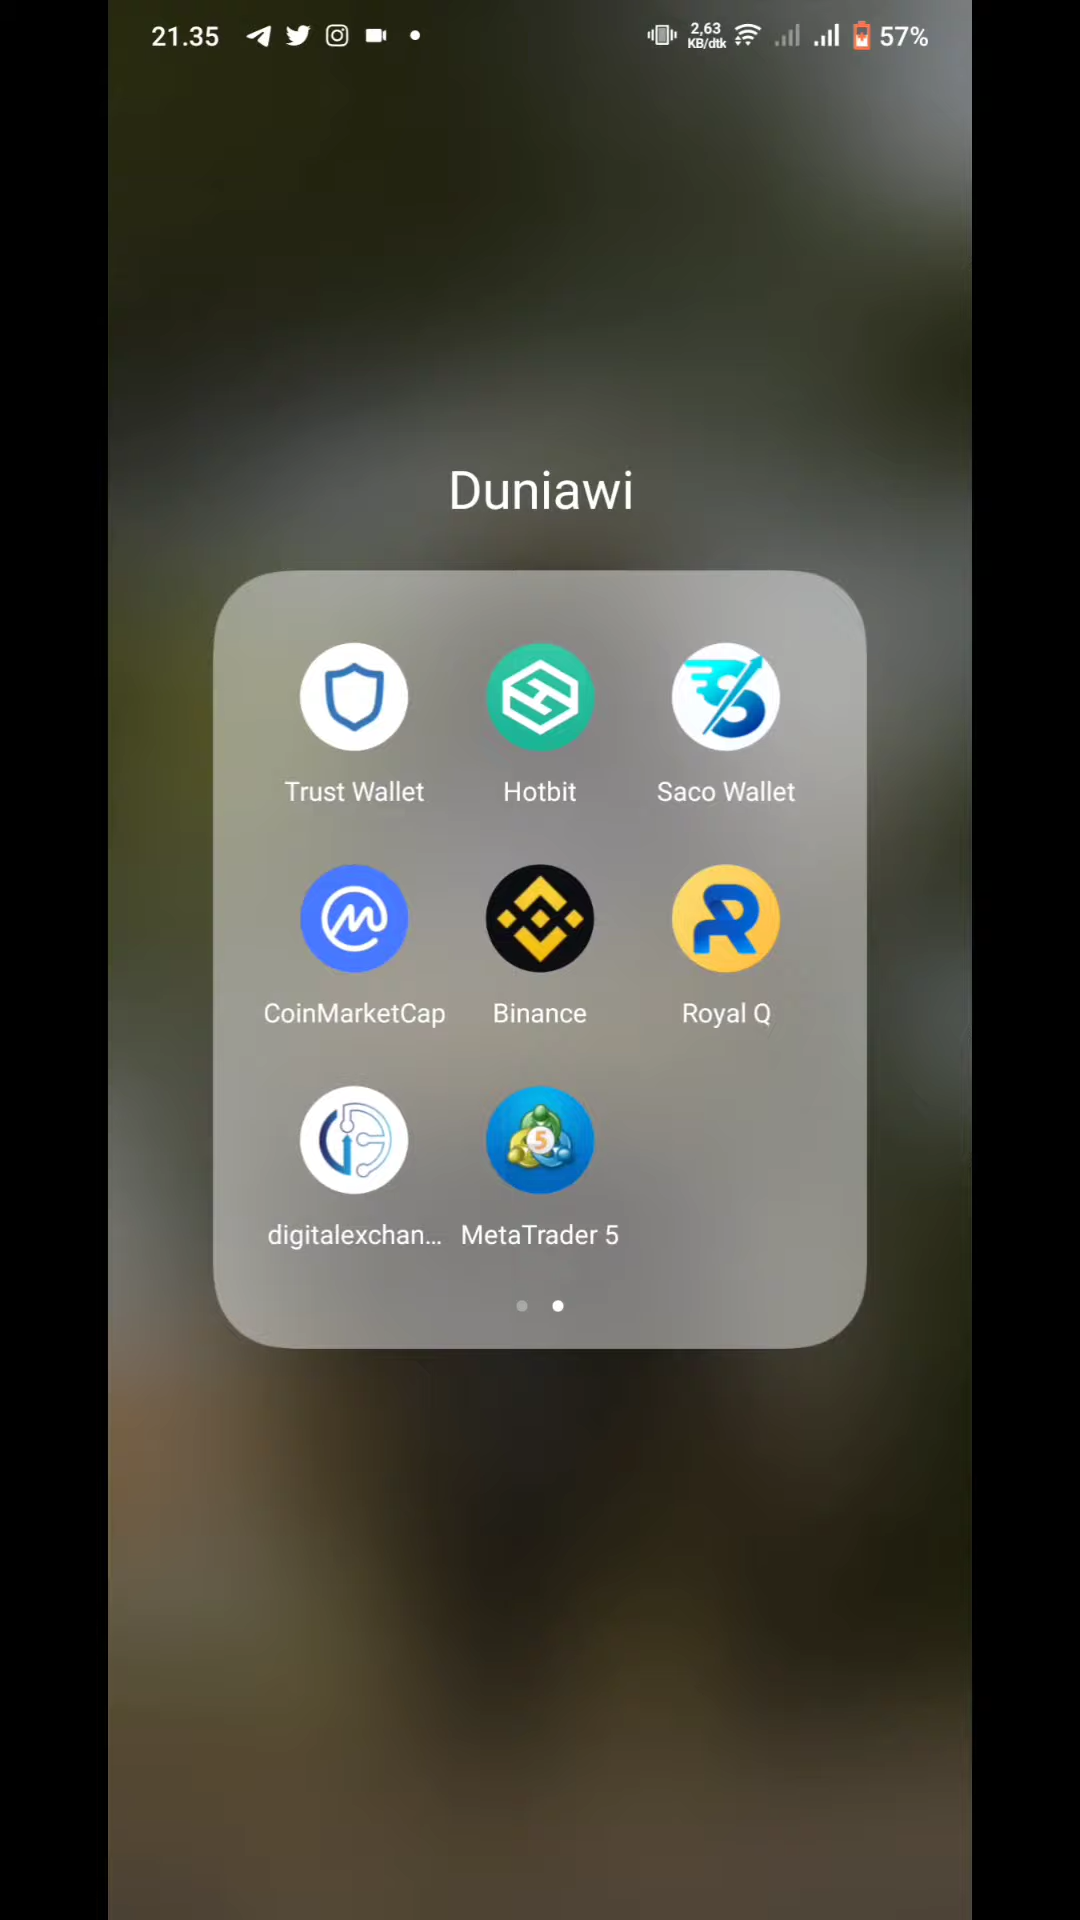 21.35 2,63 KB/dtk 57%
Duniawi
Trust Wallet Hotbit Saco Wallet
CoinMarketCap Binance Royal Q
5
digitalexchan... MetaTrader 5